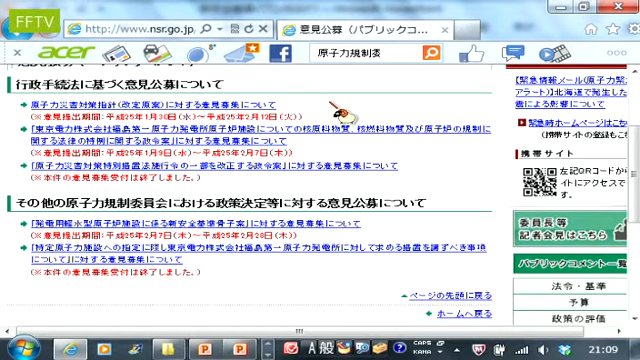 FFTV
http://www.nsr.go.jp,
意見公募（パブリックコ...
acer
原子力規制委
行政手続法に基づく意見公募について
原子力災害対策指針(改定原案)に対する意見募集について
(※意見提出期間：平成25年1月30日(水)～平成25年2月12日(火))
「東京電力株式会社福島第一原子力発電所原子炉施設についての核原料物質、核燃料物質及び原子炉の規制に
関する法律の特例に関する政令案」に対する意見募集について
(※意見提出期間：平成25年1月9日(水)～平成25年2月7日(木))
「原子力災害対策特別措置法施行令の一部を改正する政令案」に対する意見募集について
(※本件の意見募集受付は終了しました。)
その他の原子力規制委員会における政策決定等に対する意見公募について
「発電用軽水型原子炉施設に係る新安全基準骨子案」に対する意見募集について
(※意見提出期間：平成25年2月7日(木)～平成25年2月28日(木))
「特定原子力施設への指定に際し東京電力株式会社福島第一原子力発電所に対して求める措置を講ずべき事項
について」に対する意見募集について
(※本件の意見募集受付は終了しました。)
ページの先頭に戻る
ホームへ戻る
【緊急情報メール(原子力緊
アラート)】北海道で発生した
震による影響について
緊急時ホームページはこち
(携帯サイトの登録もこ
携帯サイト
左記QRコードから
イトにアクセスで
す。
委員長等
記者会見はこちら
パブリックコメント一覧
法令・基準
予算
政策の評価
A 般
CAPS
KANA
21:09